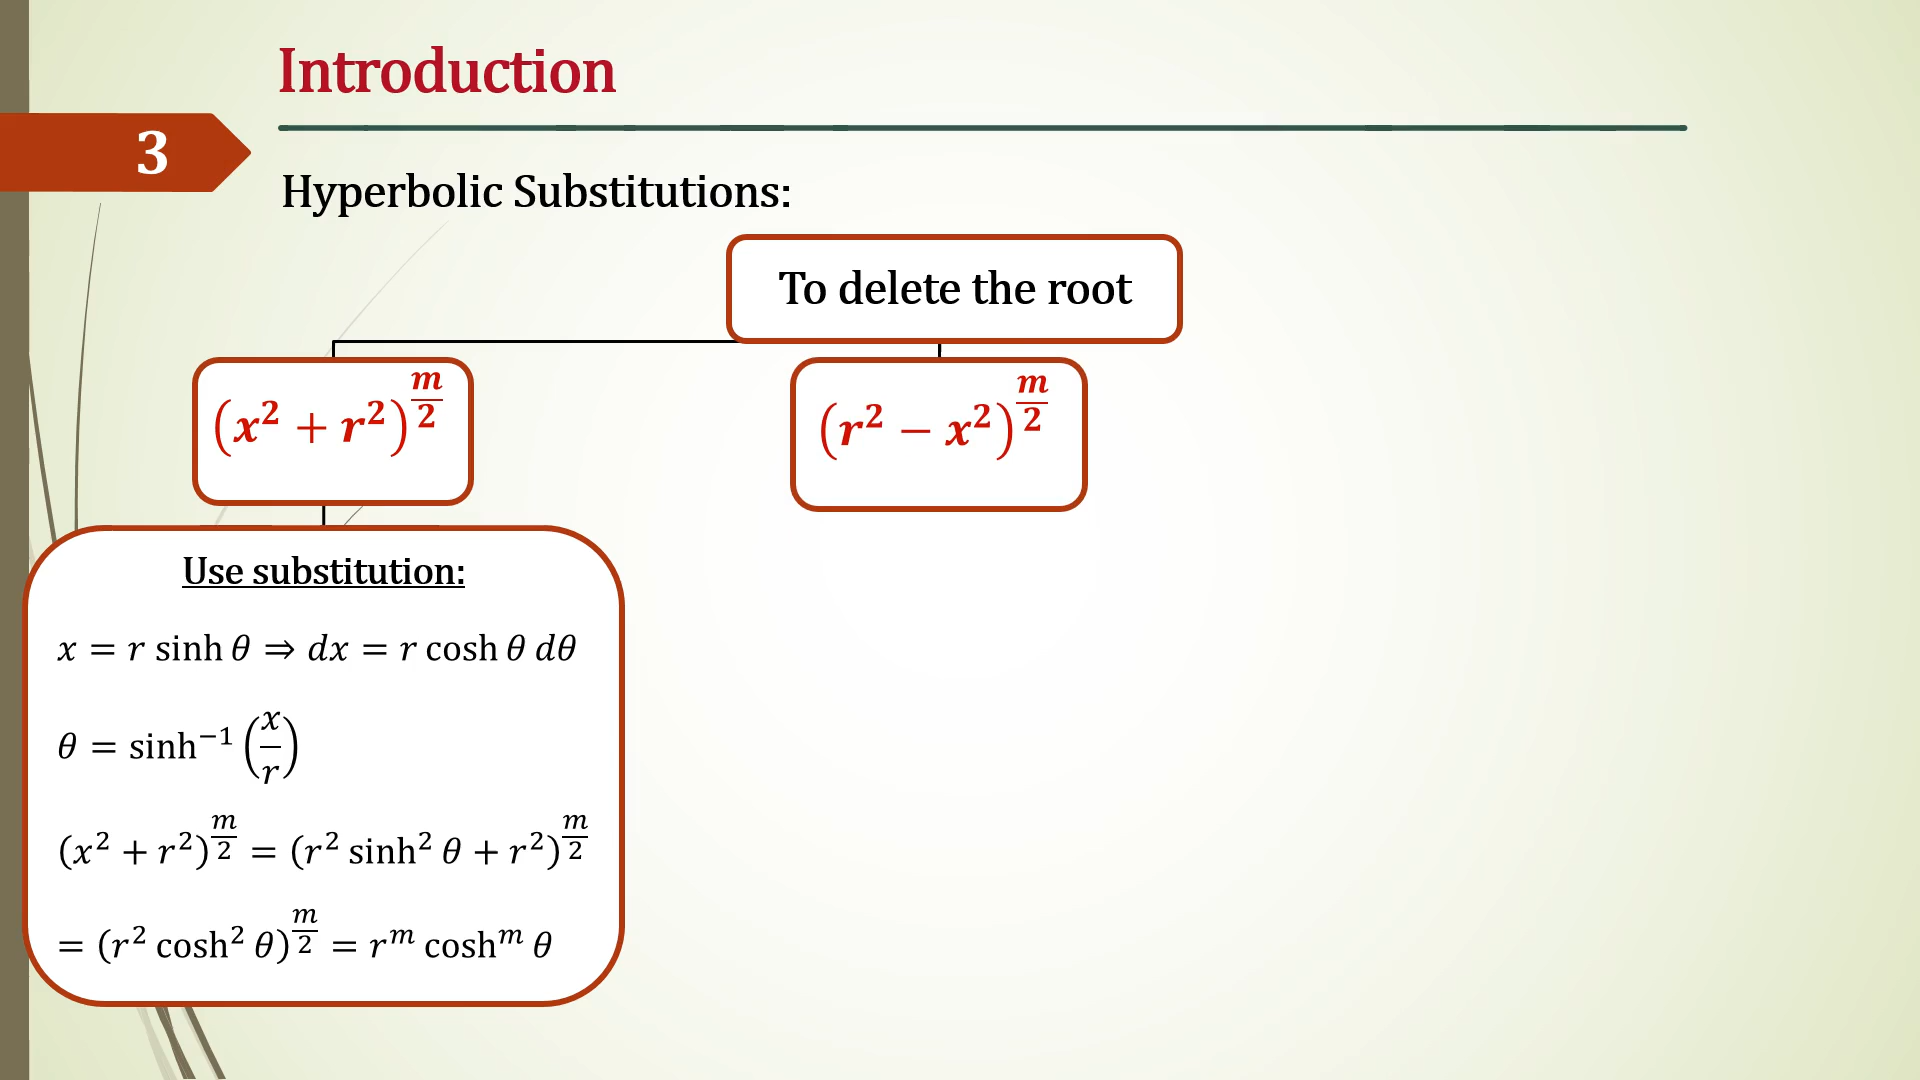 Introduction
3
Hyperbolic Substitutions:
To delete the root
(x² + r²)^(m/2)
(r² − x²)^(m/2)
Use substitution:
x = r sinh θ ⇒ dx = r cosh θ dθ
θ = sinh⁻¹ (x/r)
(x² + r²)^(m/2) = (r² sinh² θ + r²)^(m/2)
= (r² cosh² θ)^(m/2) = r^m cosh^m θ